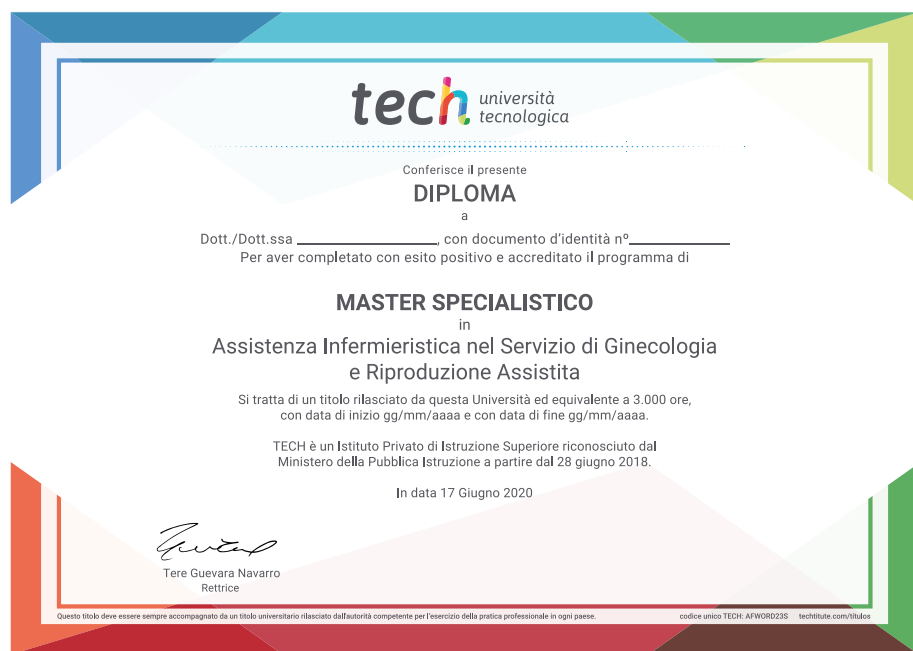 tech università
tecnologica
Conferisce il presente
DIPLOMA
a
Dott./Dott.ssa ____________________, con documento d'identità nº______________
Per aver completato con esito positivo e accreditato il programma di
MASTER SPECIALISTICO
in
Assistenza Infermieristica nel Servizio di Ginecologia
e Riproduzione Assistita
Si tratta di un titolo rilasciato da questa Università ed equivalente a 3.000 ore,
con data di inizio gg/mm/aaaa e con data di fine gg/mm/aaaa.
TECH è un Istituto Privato di Istruzione Superiore riconosciuto dal
Ministero della Pubblica Istruzione a partire dal 28 giugno 2018.
In data 17 Giugno 2020
Tere Guevara Navarro
Rettrice
Questo titolo deve essere sempre accompagnato da un titolo universitario rilasciato dall'autorità competente per l'esercizio della pratica professionale in ogni paese. codice unico TECH: AFWORD23S techtitute.com/títulos